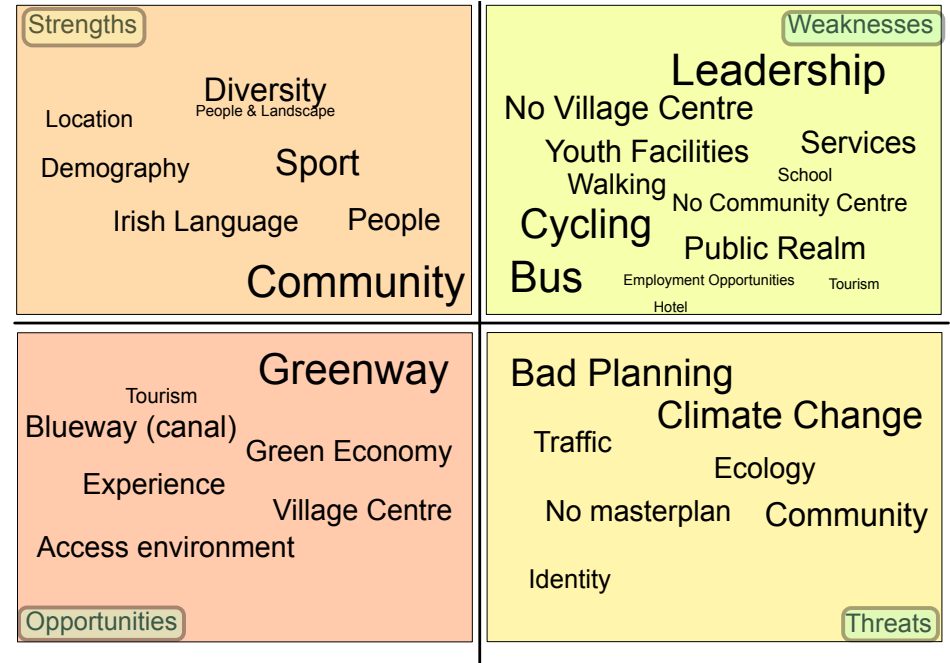 Strengths
Diversity
People & Landscape
Location
Demography
Sport
Irish Language
People
Community
Weaknesses
Leadership
No Village Centre
Services
Youth Facilities
School
Walking
No Community Centre
Cycling
Public Realm
Bus
Employment Opportunities
Tourism
Hotel
Greenway
Tourism
Blueway (canal)
Green Economy
Experience
Village Centre
Access environment
Opportunities
Bad Planning
Climate Change
Traffic
Ecology
No masterplan
Community
Identity
Threats